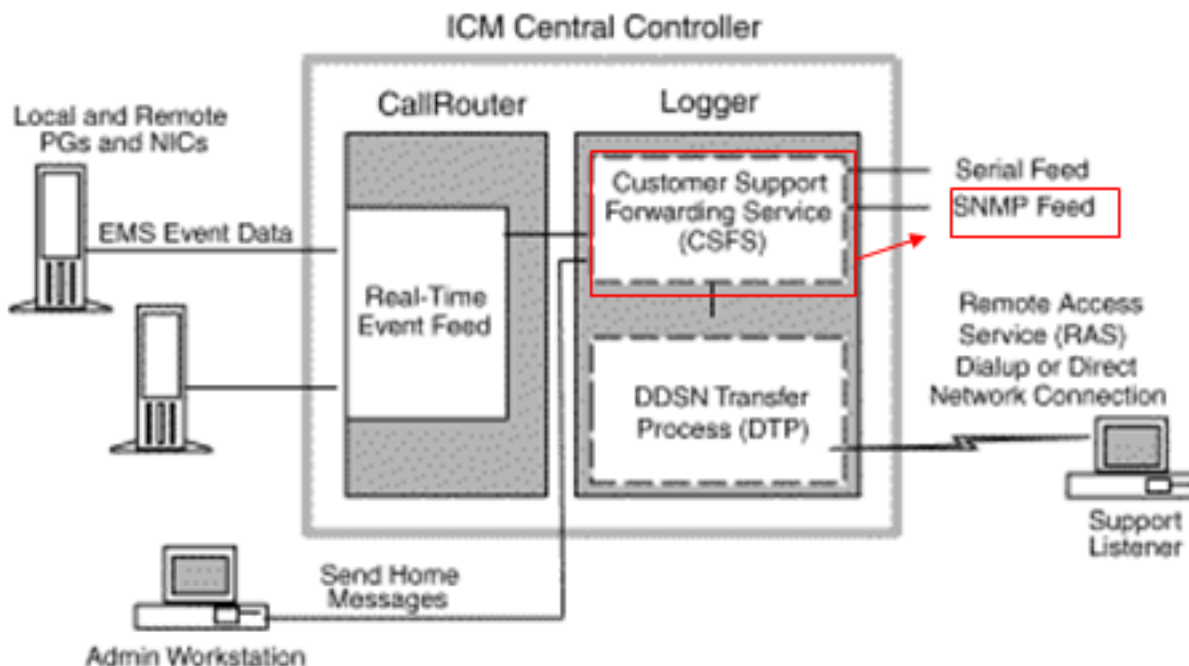 ICM Central Controller
CallRouter
Logger
Local and Remote
PGs and NICs
EMS Event Data
Real-Time
Event Feed
Customer Support
Forwarding Service
(CSFS)
Serial Feed
SNMP Feed
DDSN Transfer
Process (DTP)
Remote Access
Service (RAS)
Dialup or Direct
Network Connection
Support
Listener
Send Home
Messages
Admin Workstation